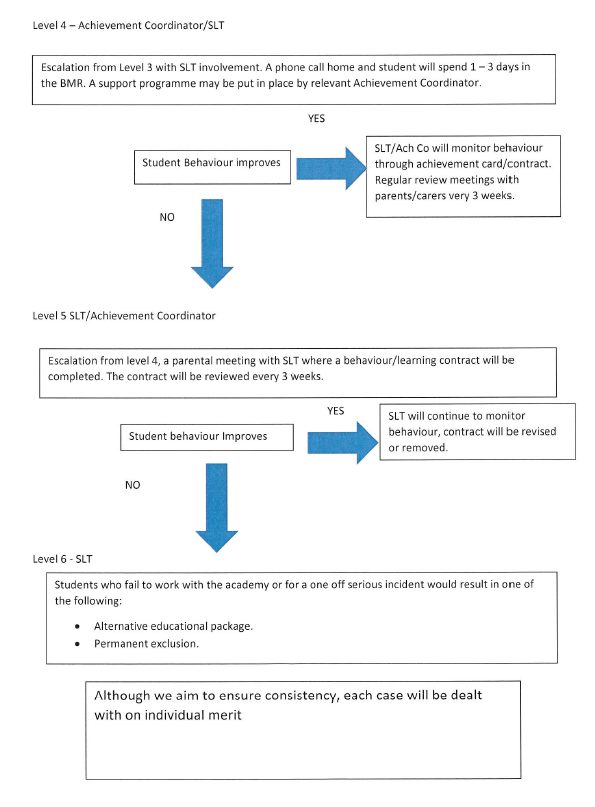 Level 4 – Achievement Coordinator/SLT
Escalation from Level 3 with SLT involvement. A phone call home and student will spend 1 – 3 days in
the BMR. A support programme may be put in place by relevant Achievement Coordinator.
YES
Student Behaviour improves
SLT/Ach Co will monitor behaviour
through achievement card/contract.
Regular review meetings with
parents/carers very 3 weeks.
NO
Level 5 SLT/Achievement Coordinator
Escalation from level 4, a parental meeting with SLT where a behaviour/learning contract will be
completed. The contract will be reviewed every 3 weeks.
YES
Student behaviour Improves
SLT will continue to monitor
behaviour, contract will be revised
or removed.
NO
Level 6 - SLT
Students who fail to work with the academy or for a one off serious incident would result in one of
the following:
• Alternative educational package.
• Permanent exclusion.
Although we aim to ensure consistency, each case will be dealt
with on individual merit